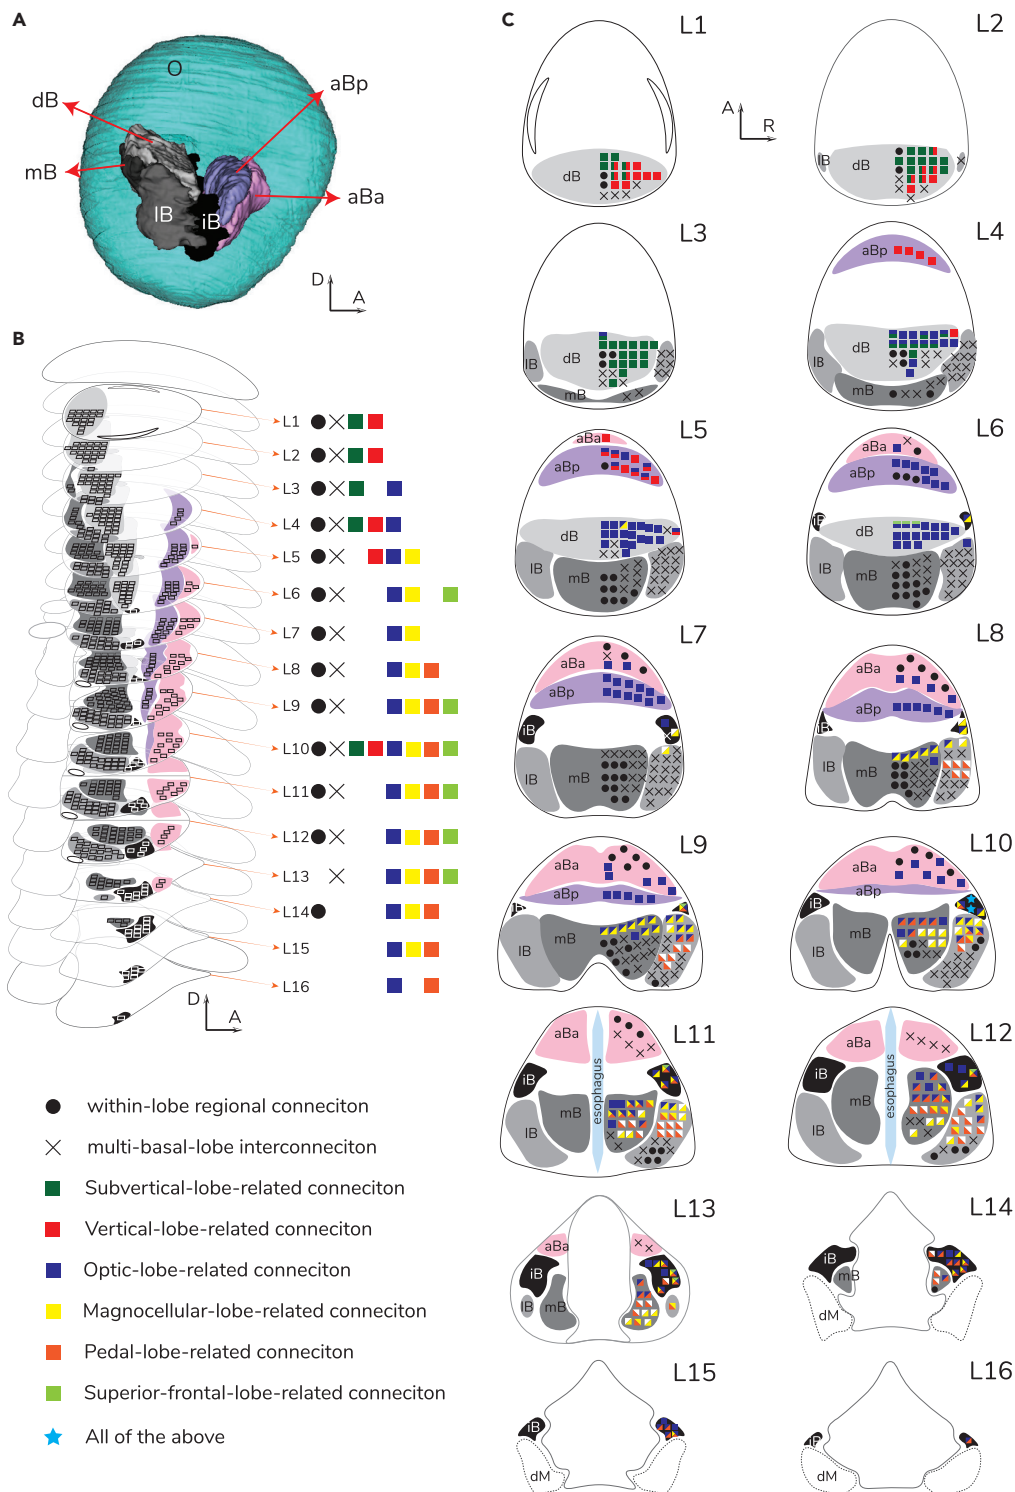 A
O
dB
aBp
mB
aBa
lB
iB
D
A
B
L1
L2
L3
L4
L5
L6
L7
L8
L9
L10
L11
L12
L13
L14
L15
L16
D
A
within-lobe regional conneciton
multi-basal-lobe interconneciton
Subvertical-lobe-related conneciton
Vertical-lobe-related conneciton
Optic-lobe-related conneciton
Magnocellular-lobe-related conneciton
Pedal-lobe-related conneciton
Superior-frontal-lobe-related conneciton
All of the above
C
L1
dB
A
R
L2
lB
dB
L3
lB
dB
mB
L4
aBp
dB
lB
mB
L5
aBa
aBp
dB
lB
mB
L6
aBa
aBp
iB
dB
lB
mB
L7
aBa
aBp
iB
lB
mB
L8
aBa
aBp
iB
lB
mB
L9
aBa
aBp
iB
lB
mB
L10
aBa
aBp
iB
lB
mB
L11
aBa
iB
mB
lB
esophagus
L12
aBa
iB
mB
lB
esophagus
L13
aBa
iB
lB
mB
L14
iB
mB
dM
L15
iB
dM
L16
iB
dM